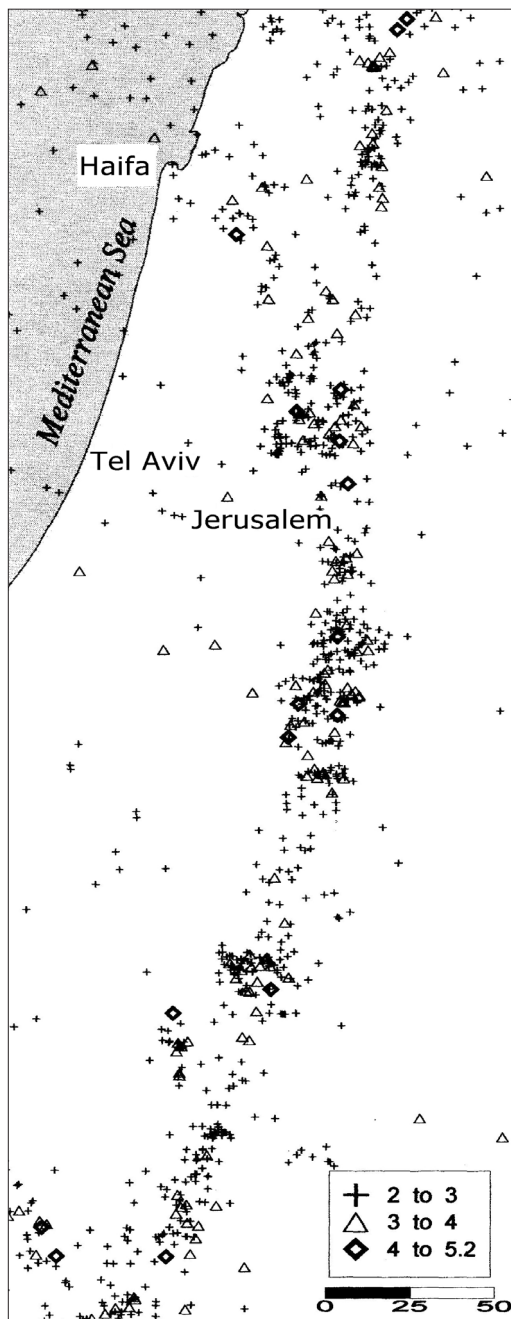 Haifa
Mediterranean Sea
Tel Aviv
Jerusalem
2 to 3
3 to 4
4 to 5.2
0 25 50